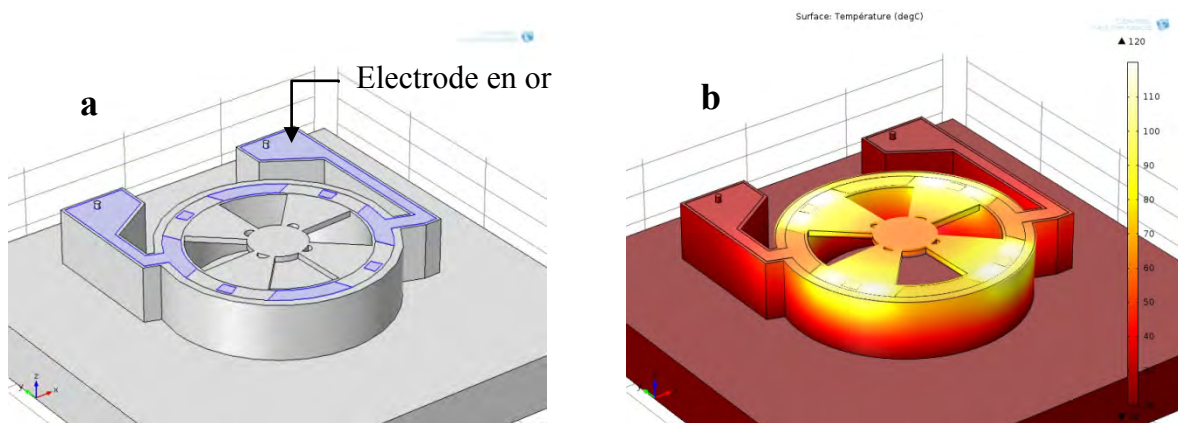 a
Electrode en or
y z x
Surface: Température (degC)
b
▲ 120
110
100
90
80
70
60
50
40
y z